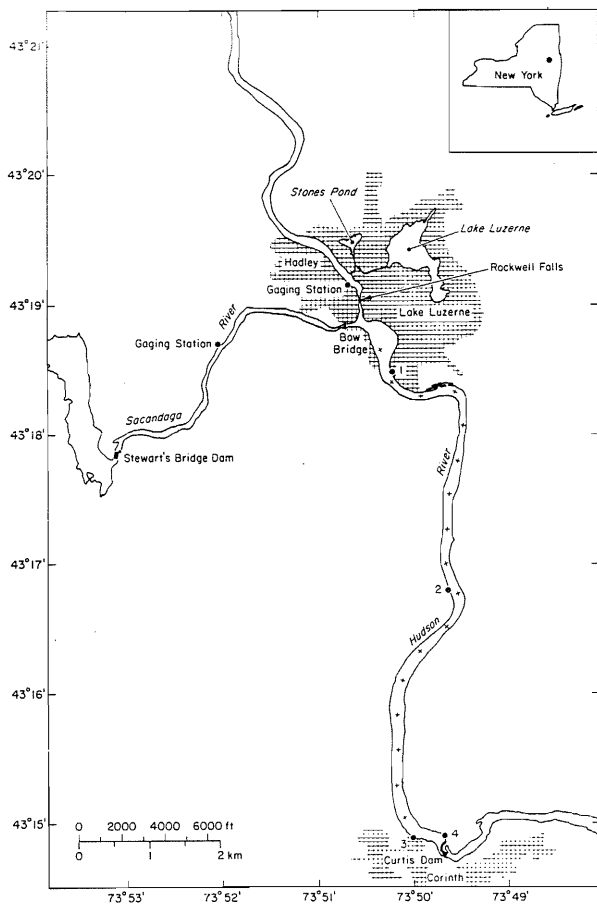 43°21'
New York
43°20'
Stones Pond
Lake Luzerne
Hadley
Rockwell Falls
Gaging Station
43°19'
Lake Luzerne
River
Bow
Bridge
Gaging Station
1
Sacandaga
43°18'
Stewart's Bridge Dam
River
43°17'
2
Hudson
43°16'
0 2000 4000 6000 ft
0 1 2 km
43°15'
3
4
Curtis Dam
Corinth
73°53' 73°52' 73°51' 73°50' 73°49'